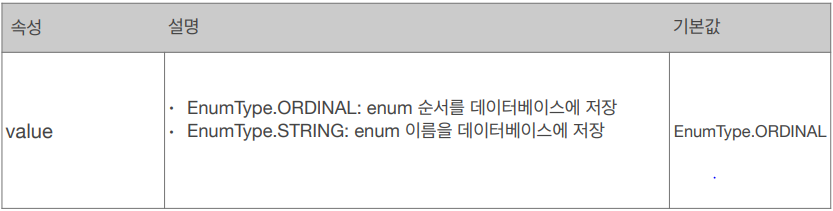 속성 설명 기본값
• EnumType.ORDINAL: enum 순서를 데이터베이스에 저장
value • EnumType.STRING: enum 이름을 데이터베이스에 저장 EnumType.ORDINAL